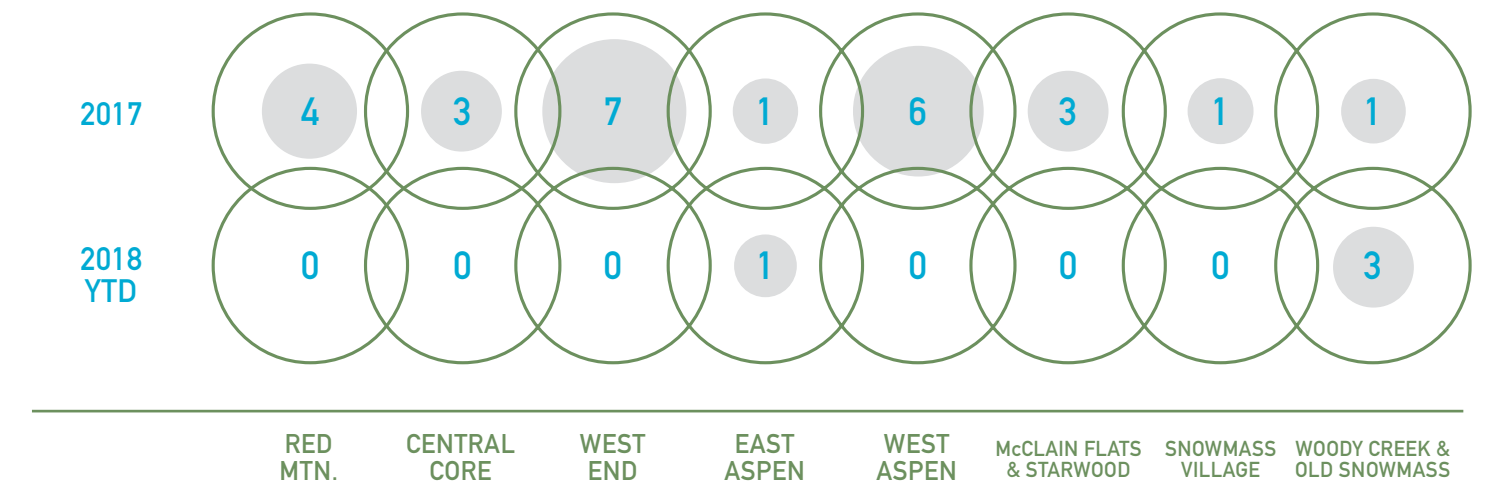 2017 4 3 7 1 6 3 1 1
2018
YTD
0 0 0 1 0 0 0 3
RED
MTN.
CENTRAL
CORE
WEST
END
EAST
ASPEN
WEST
ASPEN
McCLAIN FLATS
& STARWOOD
SNOWMASS
VILLAGE
WOODY CREEK &
OLD SNOWMASS